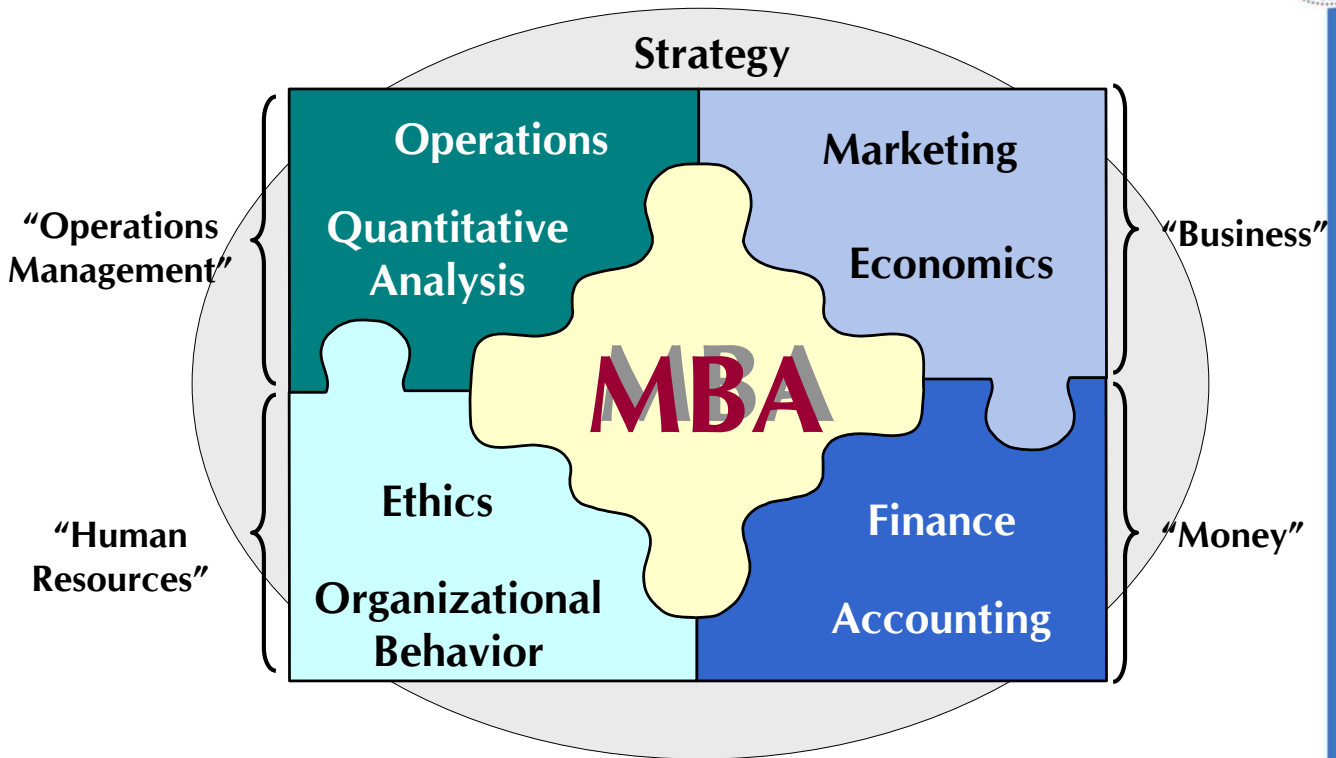 Strategy
Operations
Marketing
“Operations
Management”
Quantitative
Analysis
“Business”
Economics
MBA
Ethics
Finance
“Human
Resources”
“Money”
Organizational
Behavior
Accounting